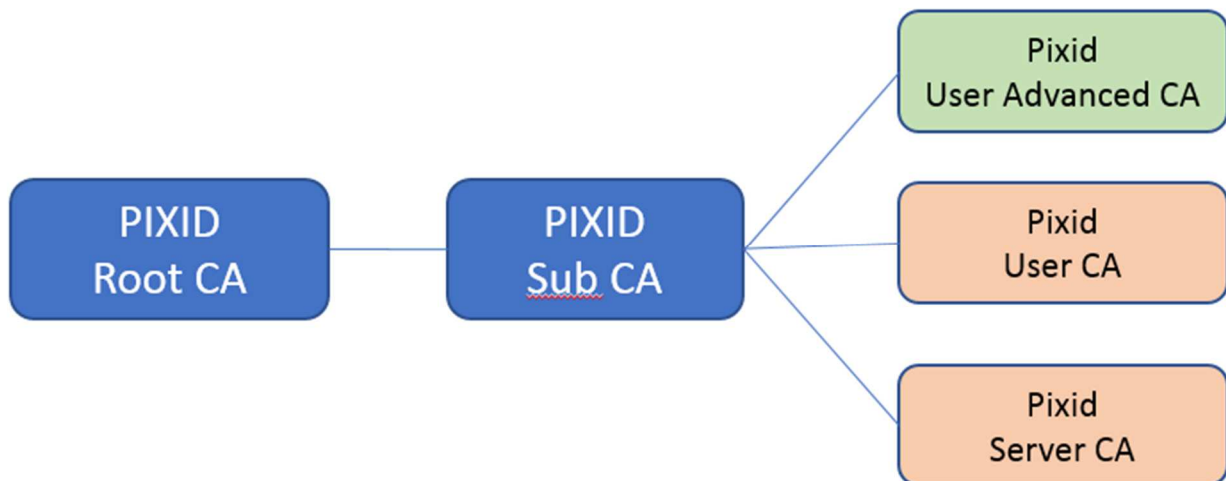 PIXID
Root CA
PIXID
Sub CA
Pixid
User Advanced CA
Pixid
User CA
Pixid
Server CA